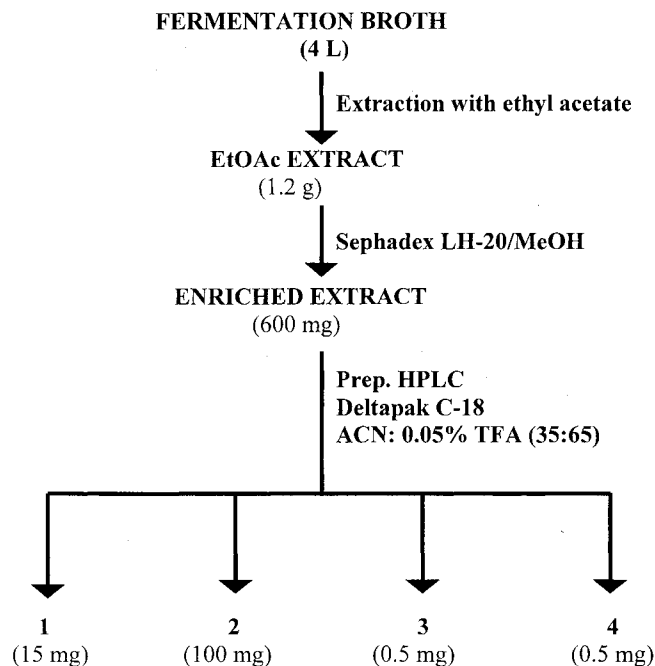 FERMENTATION BROTH
(4 L)
Extraction with ethyl acetate
EtOAc EXTRACT
(1.2 g)
Sephadex LH-20/MeOH
ENRICHED EXTRACT
(600 mg)
Prep. HPLC
Deltapak C-18
ACN: 0.05% TFA (35:65)
1 2 3 4
(15 mg) (100 mg) (0.5 mg) (0.5 mg)